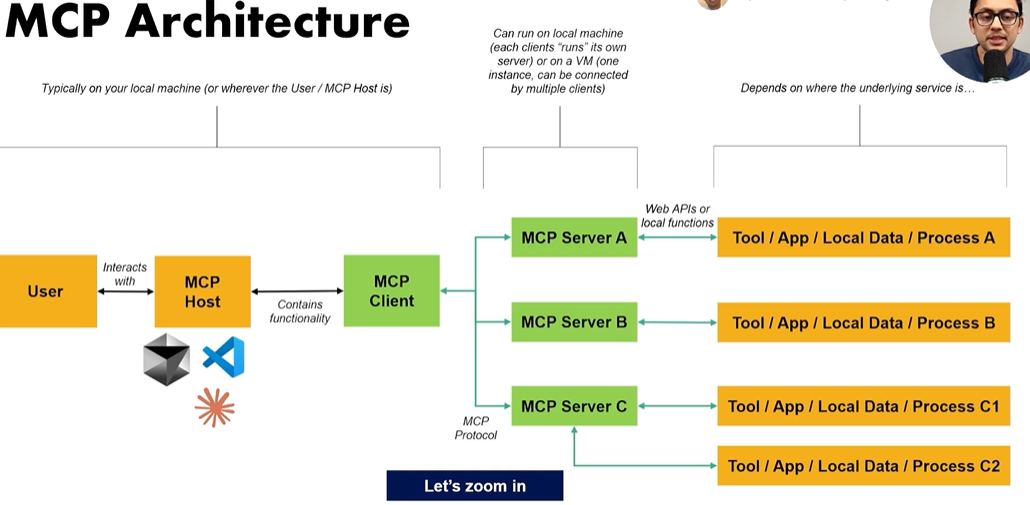 MCP Architecture
Can run on local machine
(each clients “runs” its own
server) or on a VM (one
instance, can be connected
by multiple clients)
Typically on your local machine (or wherever the User / MCP Host is)
Depends on where the underlying service is…
User
Interacts
with
MCP
Host
Contains
functionality
MCP
Client
MCP
Protocol
MCP Server A
Web APIs or
local functions
Tool / App / Local Data / Process A
MCP Server B
Tool / App / Local Data / Process B
MCP Server C
Tool / App / Local Data / Process C1
Tool / App / Local Data / Process C2
Let’s zoom in